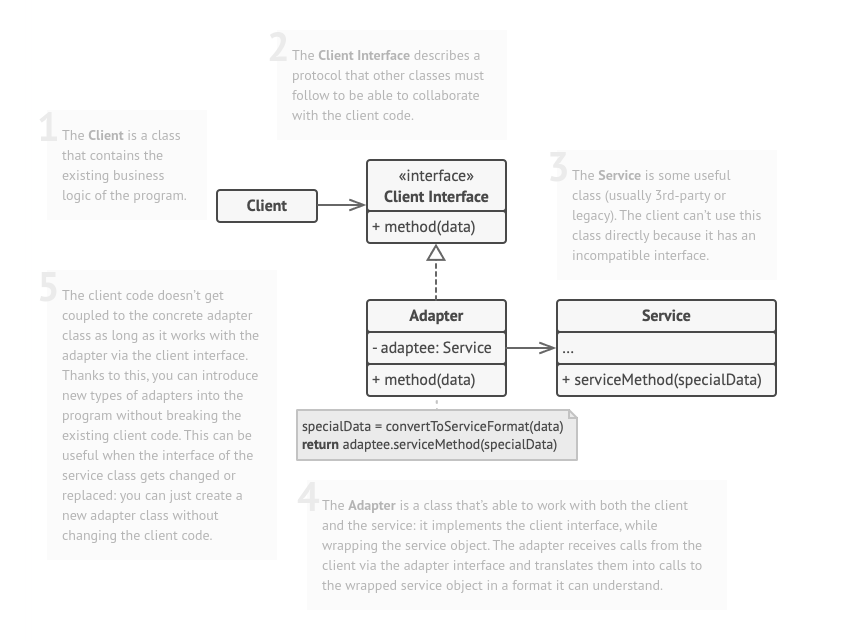 1
The Client is a class
that contains the
existing business
logic of the program.
2
The Client Interface describes a
protocol that other classes must
follow to be able to collaborate
with the client code.
Client
«interface»
Client Interface
+ method(data)
3
The Service is some useful
class (usually 3rd-party or
legacy). The client can't use this
class directly because it has an
incompatible interface.
Adapter
- adaptee: Service
+ method(data)
Service
...
+ serviceMethod(specialData)
specialData = convertToServiceFormat(data)
return adaptee.serviceMethod(specialData)
4
The Adapter is a class that's able to work with both the client
and the service: it implements the client interface, while
wrapping the service object. The adapter receives calls from the
client via the adapter interface and translates them into calls to
the wrapped service object in a format it can understand.
5
The client code doesn't get
coupled to the concrete adapter
class as long as it works with the
adapter via the client interface.
Thanks to this, you can introduce
new types of adapters into the
program without breaking the
existing client code. This can be
useful when the interface of the
service class gets changed or
replaced: you can just create a
new adapter class without
changing the client code.